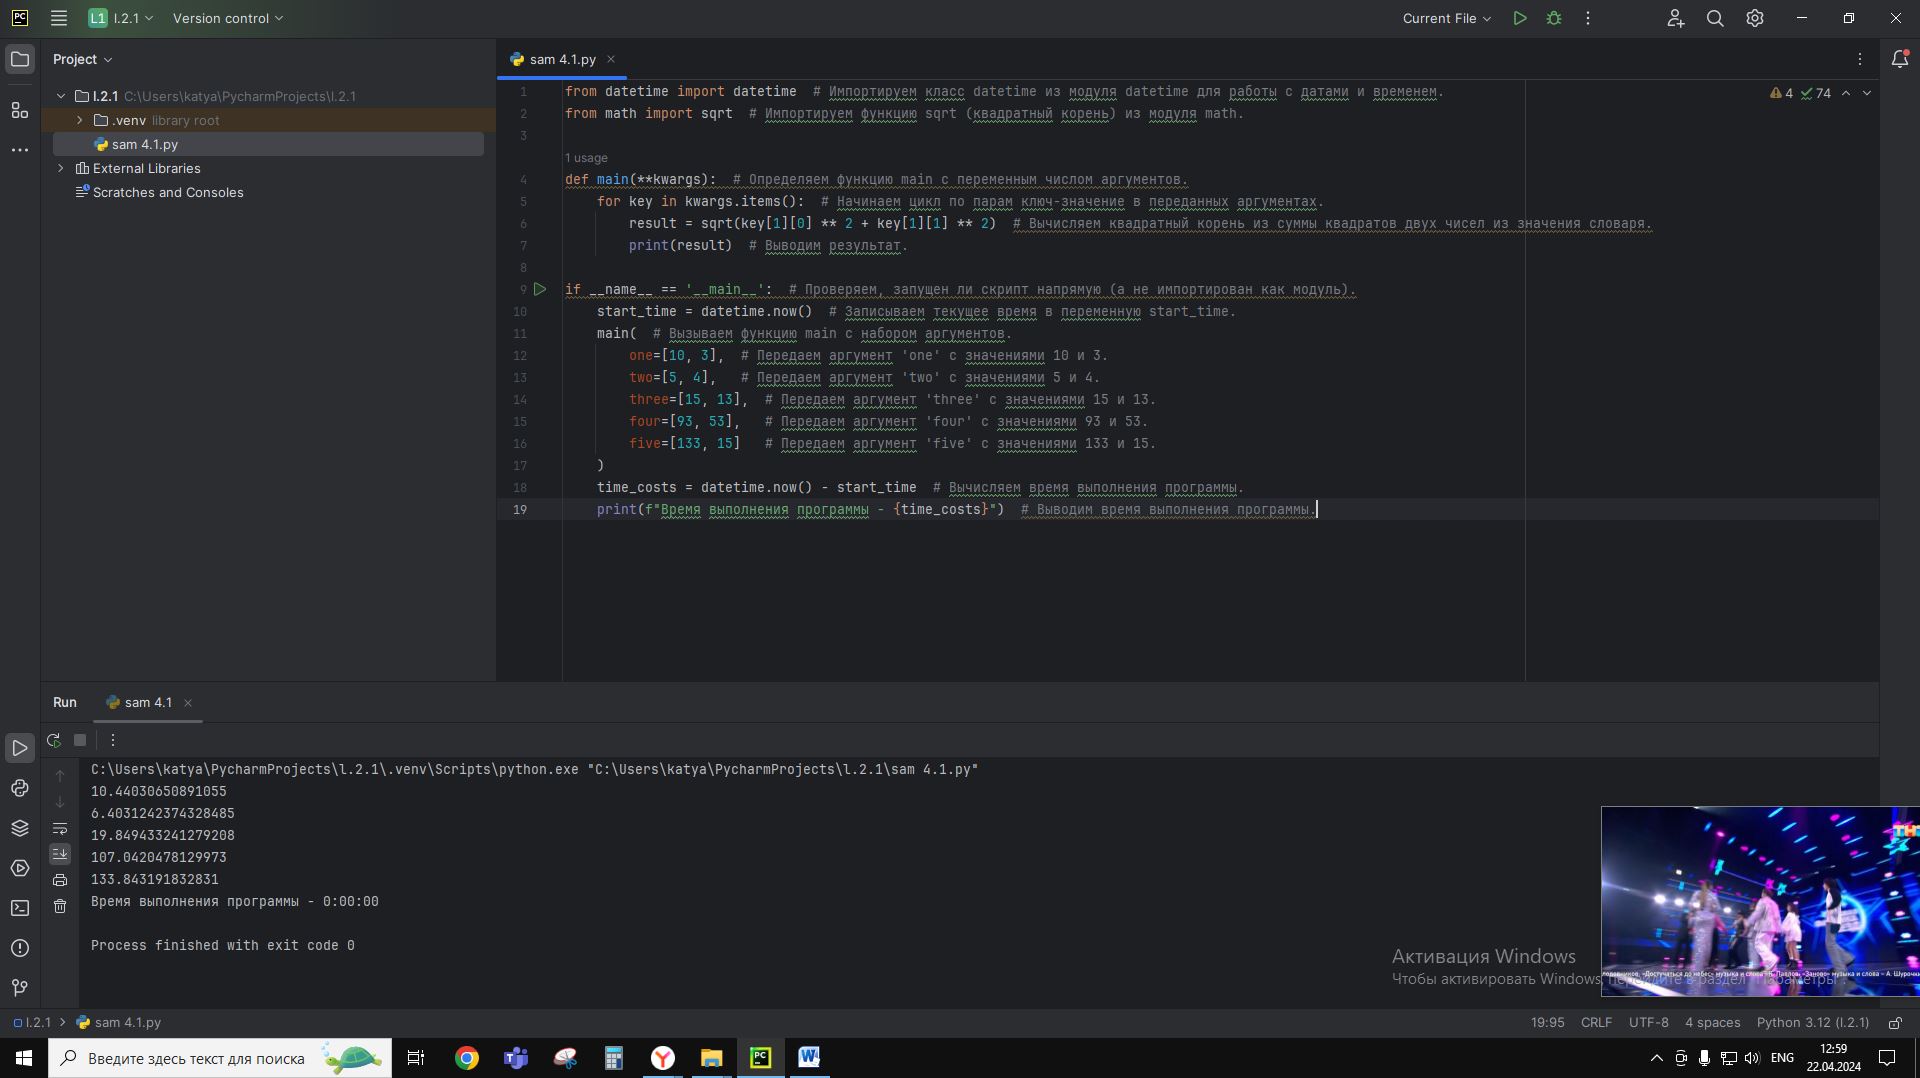 PC L1 l.2.1 Version control Current File
Project
l.2.1 C:\Users\katya\PycharmProjects\l.2.1
.venv library root
sam 4.1.py
External Libraries
Scratches and Consoles
sam 4.1.py
4 74
1 from datetime import datetime  # Импортируем класс datetime из модуля datetime для работы с датами и временем.
2 from math import sqrt  # Импортируем функцию sqrt (квадратный корень) из модуля math.
3
1 usage
4 def main(**kwargs):  # Определяем функцию main с переменным числом аргументов.
5     for key in kwargs.items():  # Начинаем цикл по парам ключ-значение в переданных аргументах.
6         result = sqrt(key[1][0] ** 2 + key[1][1] ** 2)  # Вычисляем квадратный корень из суммы квадратов двух чисел из значения словаря.
7         print(result)  # Выводим результат.
8
9 if __name__ == '__main__':  # Проверяем, запущен ли скрипт напрямую (а не импортирован как модуль).
10     start_time = datetime.now()  # Записываем текущее время в переменную start_time.
11     main(  # Вызываем функцию main с набором аргументов.
12         one=[10, 3],  # Передаем аргумент 'one' с значениями 10 и 3.
13         two=[5, 4],   # Передаем аргумент 'two' с значениями 5 и 4.
14         three=[15, 13],  # Передаем аргумент 'three' с значениями 15 и 13.
15         four=[93, 53],   # Передаем аргумент 'four' с значениями 93 и 53.
16         five=[133, 15]   # Передаем аргумент 'five' с значениями 133 и 15.
17     )
18     time_costs = datetime.now() - start_time  # Вычисляем время выполнения программы.
19     print(f"Время выполнения программы - {time_costs}")  # Выводим время выполнения программы.
Run sam 4.1
C:\Users\katya\PycharmProjects\l.2.1\.venv\Scripts\python.exe "C:\Users\katya\PycharmProjects\l.2.1\sam 4.1.py"
10.44030650891055
6.4031242374328485
19.849433241279208
107.0420478129973
133.843191832831
Время выполнения программы - 0:00:00
Process finished with exit code 0
Активация Windows
Чтобы активировать Windows, перейдите в раздел "Параметры".
«Достучаться до небес» музыка и слова - Павлов, «Заново» музыка и слова - А. Шурочки
l.2.1 sam 4.1.py 19:95 CRLF UTF-8 4 spaces Python 3.12 (l.2.1)
Введите здесь текст для поиска
PC
ENG
12:59
22.04.2024